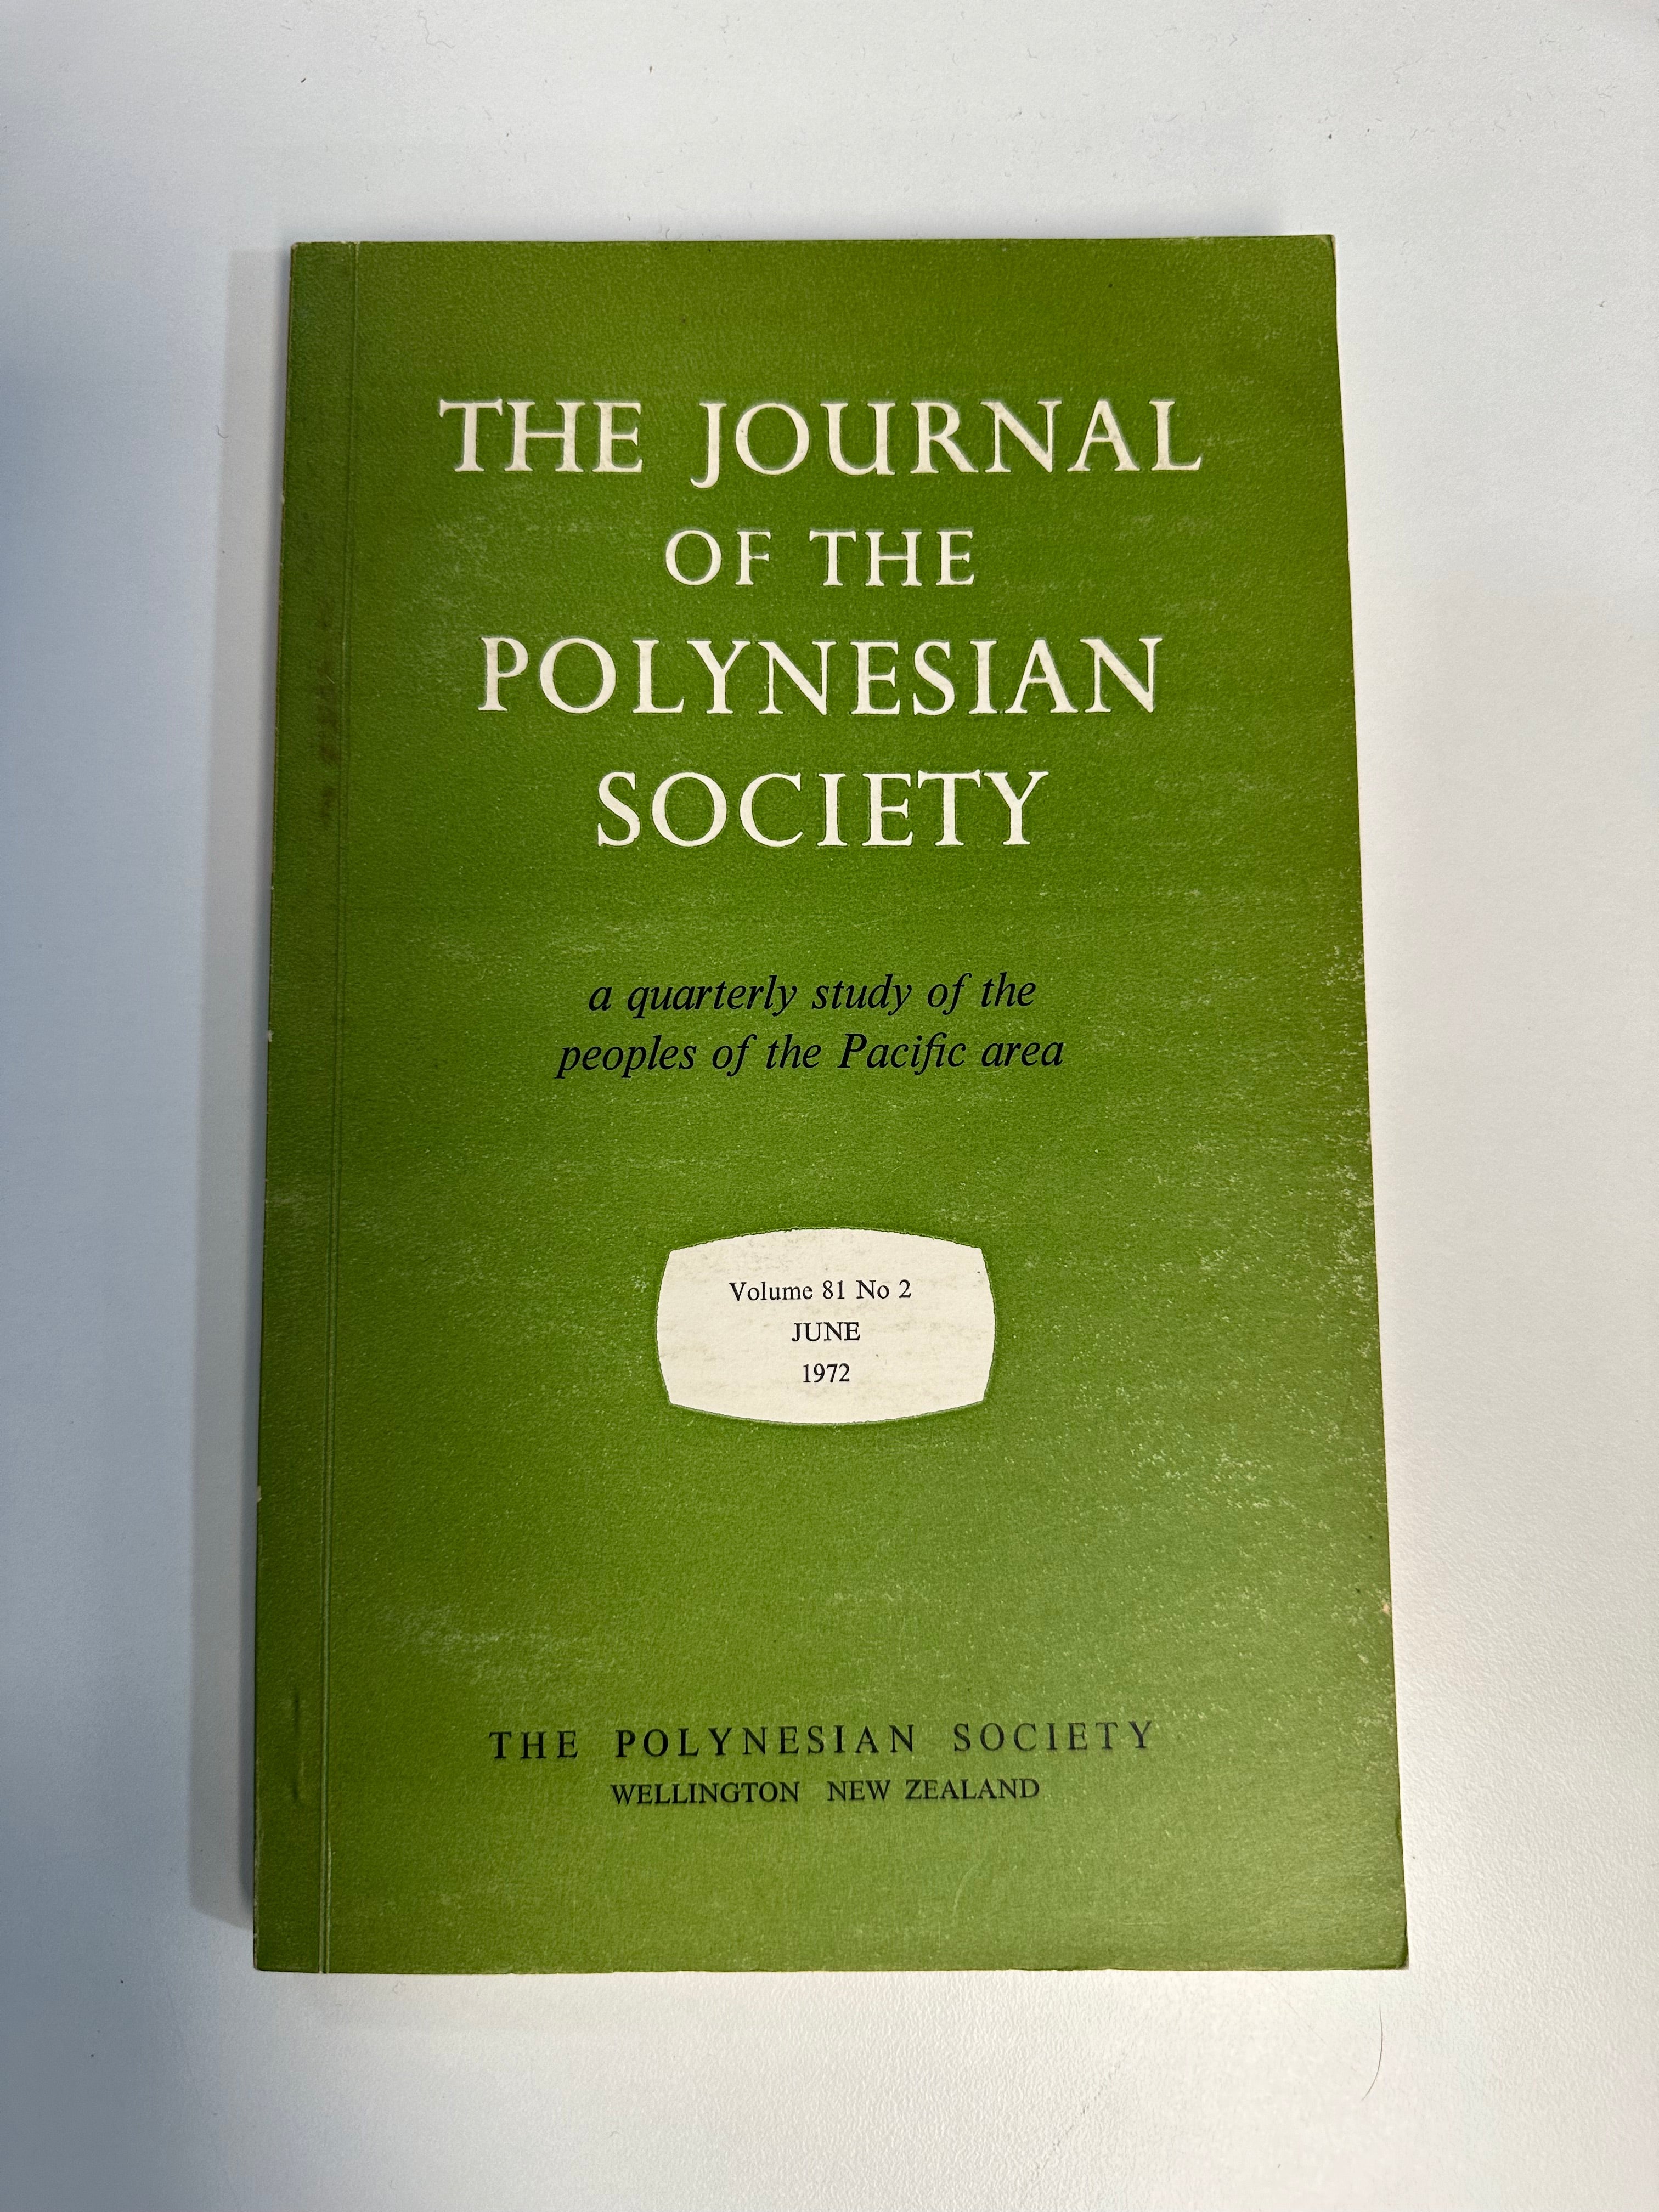 THE JOURNAL
OF THE
POLYNESIAN
SOCIETY
a quarterly study of the
peoples of the Pacific area
Volume 81 No 2
JUNE
1972
THE POLYNESIAN SOCIETY
WELLINGTON NEW ZEALAND